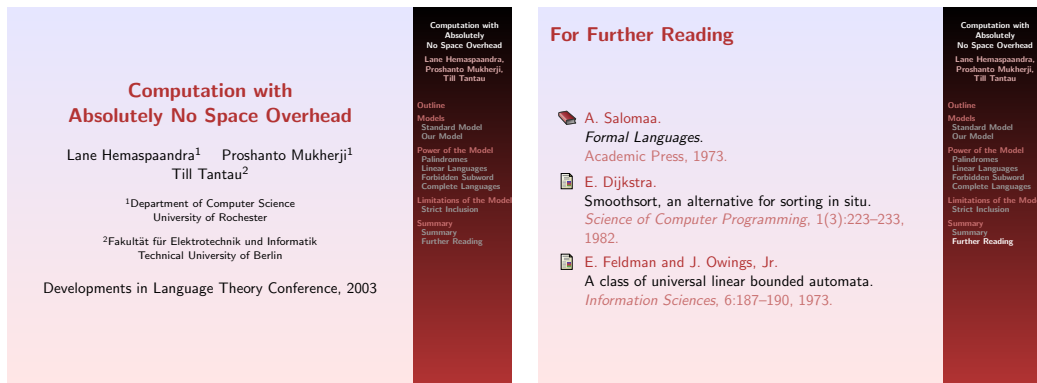 Computation with
Absolutely No Space Overhead
Lane Hemaspaandra1 Proshanto Mukherji1
Till Tantau2
1Department of Computer Science
University of Rochester
2Fakultät für Elektrotechnik und Informatik
Technical University of Berlin
Developments in Language Theory Conference, 2003
Computation with
Absolutely
No Space Overhead
Lane Hemaspaandra,
Proshanto Mukherji,
Till Tantau
Outline
Models
Standard Model
Our Model
Power of the Model
Palindromes
Linear Languages
Forbidden Subword
Complete Languages
Limitations of the Model
Strict Inclusion
Summary
Summary
Further Reading
For Further Reading
A. Salomaa.
Formal Languages.
Academic Press, 1973.
E. Dijkstra.
Smoothsort, an alternative for sorting in situ.
Science of Computer Programming, 1(3):223–233,
1982.
E. Feldman and J. Owings, Jr.
A class of universal linear bounded automata.
Information Sciences, 6:187–190, 1973.
Computation with
Absolutely
No Space Overhead
Lane Hemaspaandra,
Proshanto Mukherji,
Till Tantau
Outline
Models
Standard Model
Our Model
Power of the Model
Palindromes
Linear Languages
Forbidden Subword
Complete Languages
Limitations of the Mod
Strict Inclusion
Summary
Summary
Further Reading